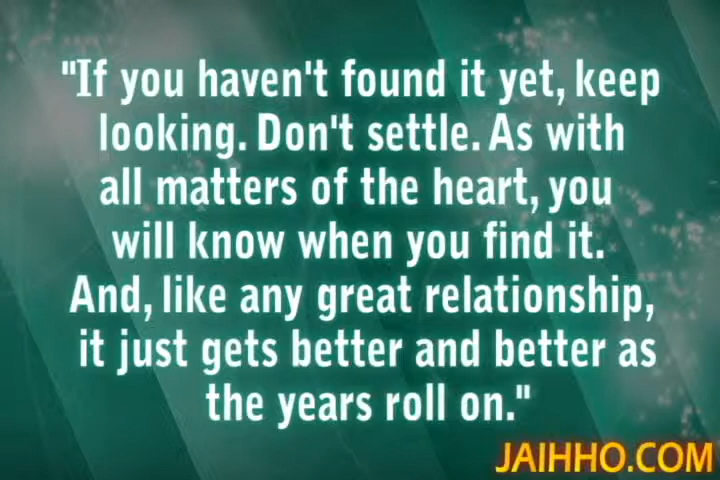 "If you haven't found it yet, keep
looking. Don't settle. As with
all matters of the heart, you
will know when you find it.
And, like any great relationship,
it just gets better and better as
the years roll on."
JAIHHO.COM